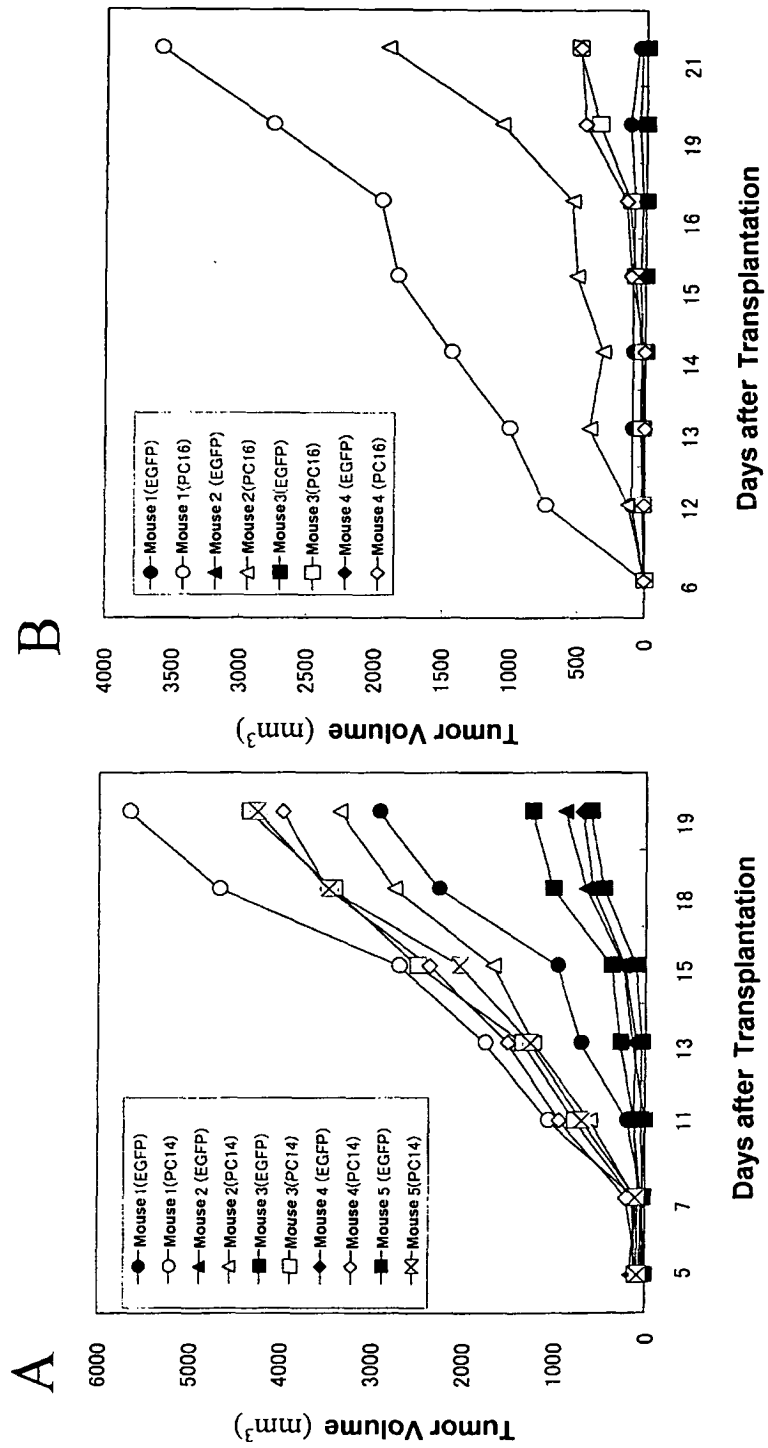 A
Tumor Volume (mm³)
6000
5000
4000
3000
2000
1000
0
Mouse 1(EGFP)
Mouse 1(PC14)
Mouse 2 (EGFP)
Mouse 2(PC14)
Mouse 3(EGFP)
Mouse 3(PC14)
Mouse 4 (EGFP)
Mouse 4(PC14)
Mouse 5 (EGFP)
Mouse 5(PC14)
5 7 11 13 15 18 19
Days after Transplantation
B
Tumor Volume (mm³)
4000
3500
3000
2500
2000
1500
1000
500
0
Mouse 1(EGFP)
Mouse 1(PC16)
Mouse 2 (EGFP)
Mouse 2(PC16)
Mouse 3(EGFP)
Mouse 3(PC16)
Mouse 4 (EGFP)
Mouse 4 (PC16)
6 12 13 14 15 16 19 21
Days after Transplantation